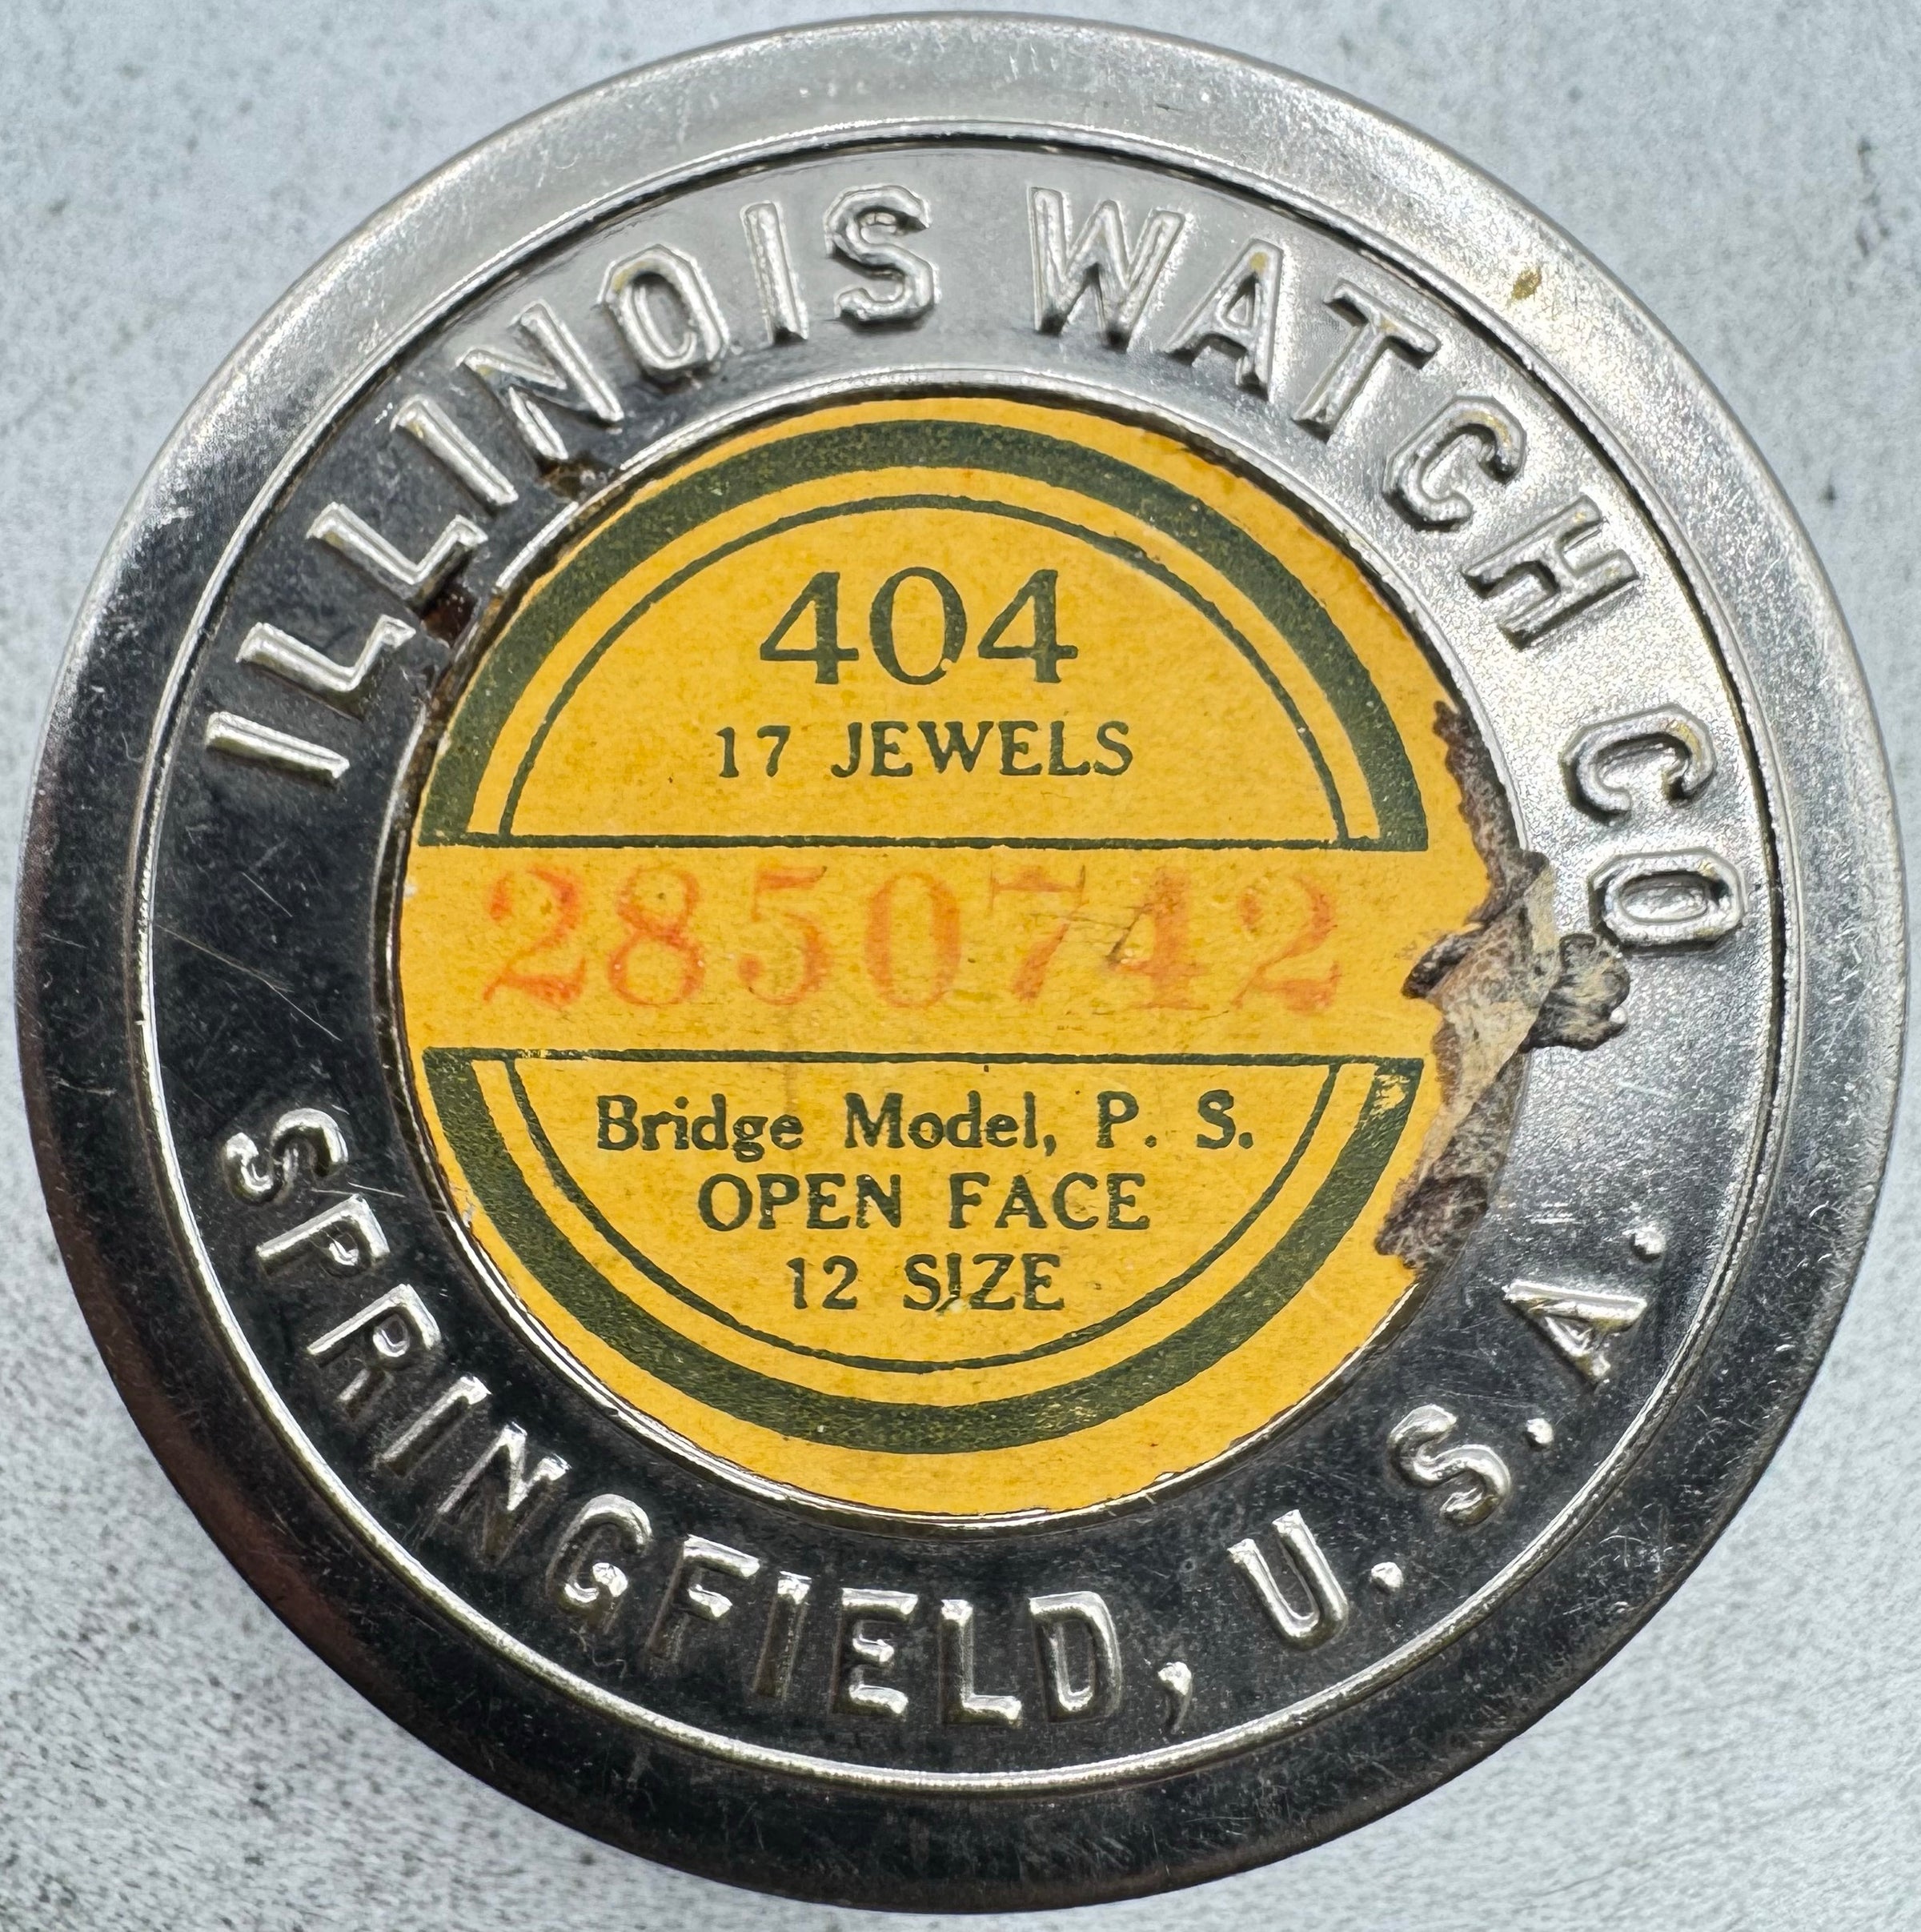 ILLINOIS WATCH CO
404
17 JEWELS
2850742
Bridge Model, P. S.
OPEN FACE
12 SIZE
SPRINGFIELD, U.S.A.